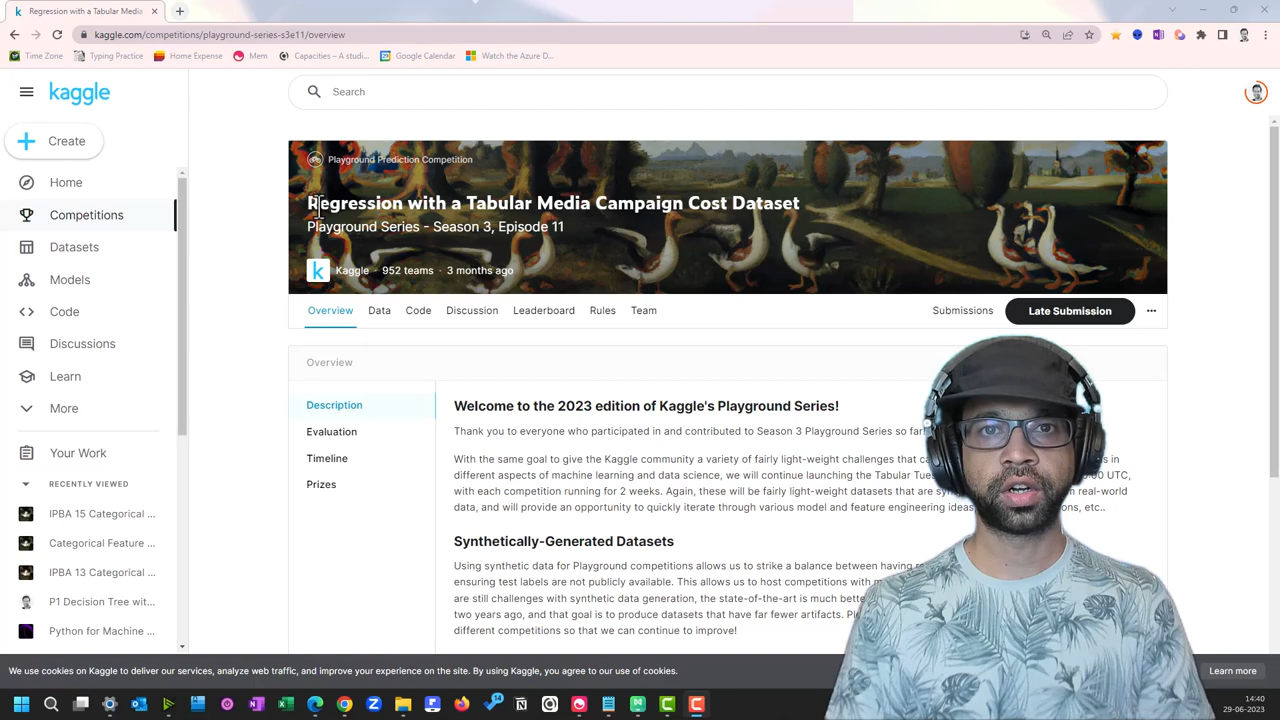 Regression with a Tabular Media
kaggle.com/competitions/playground-series-s3e11/overview
Time Zone
Typing Practice
Home Expense
Mem
Capacities – A studi...
Google Calendar
Watch the Azure D...
kaggle
Search
Create
Home
Competitions
Datasets
Models
Code
Discussions
Learn
More
Your Work
RECENTLY VIEWED
IPBA 15 Categorical ...
Categorical Feature ...
IPBA 13 Categorical ...
P1 Decision Tree wit...
Python for Machine ...
Playground Prediction Competition
Regression with a Tabular Media Campaign Cost Dataset
Playground Series - Season 3, Episode 11
Kaggle · 952 teams · 3 months ago
Overview Data Code Discussion Leaderboard Rules Team
Submissions
Late Submission
Overview
Description
Evaluation
Timeline
Prizes
Welcome to the 2023 edition of Kaggle's Playground Series!
Thank you to everyone who participated in and contributed to Season 3 Playground Series so far
With the same goal to give the Kaggle community a variety of fairly light-weight challenges that ca
different aspects of machine learning and data science, we will continue launching the Tabular Tue UTC,
with each competition running for 2 weeks. Again, these will be fairly light-weight datasets that are real-world
data, and will provide an opportunity to quickly iterate through various model and feature engineering etc..
Synthetically-Generated Datasets
Using synthetic data for Playground competitions allows us to strike a balance between having
ensuring test labels are not publicly available. This allows us to host competitions with
are still challenges with synthetic data generation, the state-of-the-art is much
two years ago, and that goal is to produce datasets that have far fewer artifacts.
different competitions so that we can continue to improve!
We use cookies on Kaggle to deliver our services, analyze web traffic, and improve your experience on the site. By using Kaggle, you agree to our use of cookies.
Learn more
14
14:40
29-06-2023